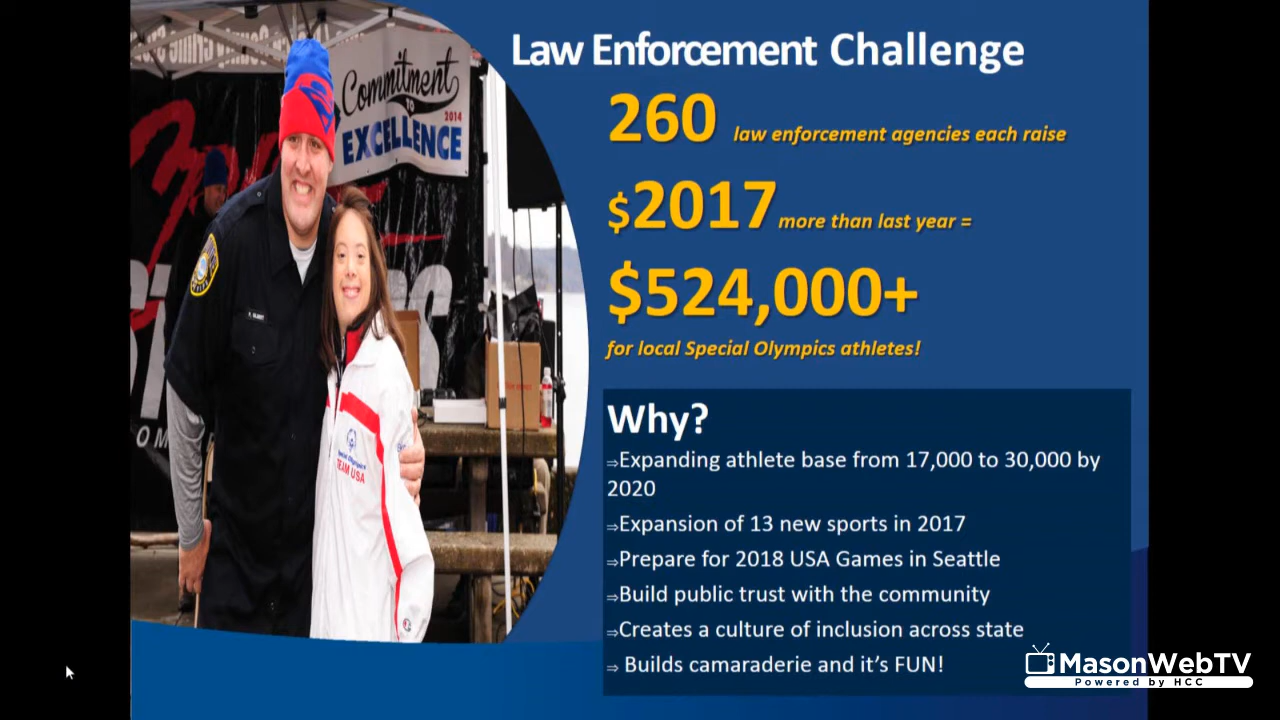 Law Enforcement Challenge
260 law enforcement agencies each raise
$2017 more than last year =
$524,000+
for local Special Olympics athletes!
Why?
⇒Expanding athlete base from 17,000 to 30,000 by
2020
⇒Expansion of 13 new sports in 2017
⇒Prepare for 2018 USA Games in Seattle
⇒Build public trust with the community
⇒Creates a culture of inclusion across state
⇒ Builds camaraderie and it's FUN!
Commitment
TO
2014
EXCELLENCE
Special Olympics
TEAM USA
MasonWebTV
Powered by HCC